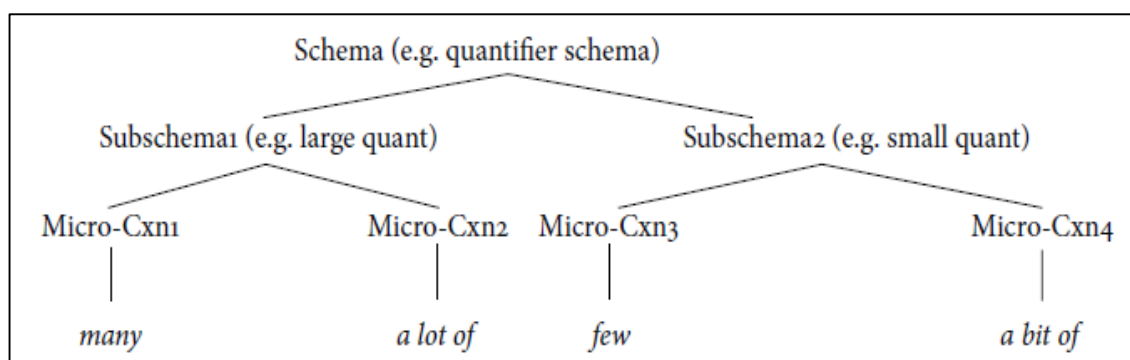 Schema (e.g. quantifier schema)
Subschema1 (e.g. large quant) Subschema2 (e.g. small quant)
Micro-Cxn1 Micro-Cxn2 Micro-Cxn3 Micro-Cxn4
many a lot of few a bit of